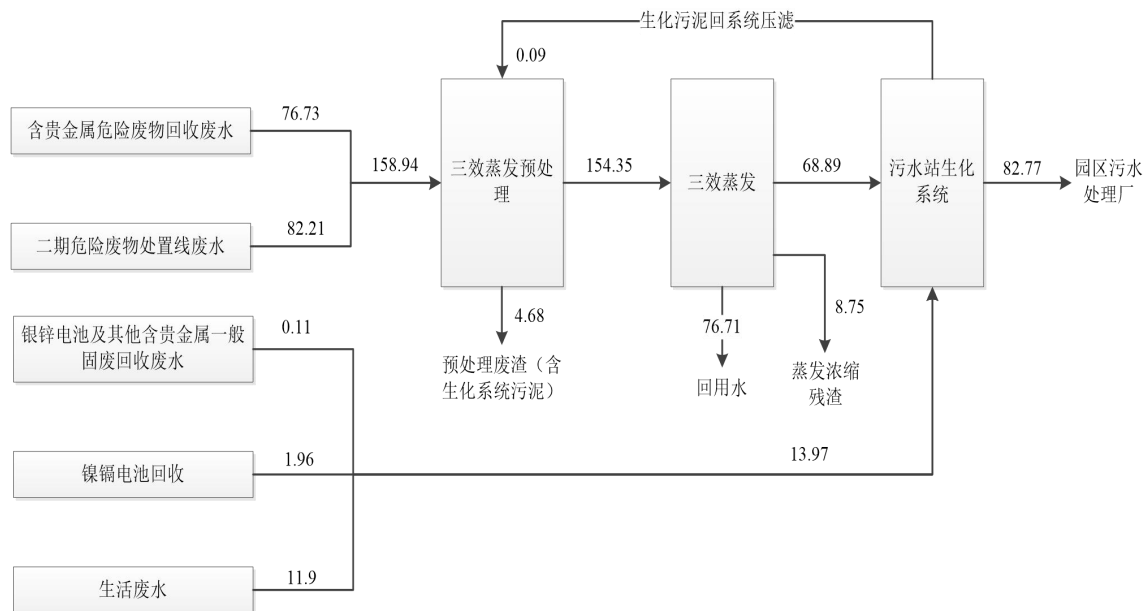 生化污泥回系统压滤
0.09
76.73
含贵金属危险废物回收废水
158.94
三效蒸发预处
理
154.35
三效蒸发
68.89
污水站生化
系统
82.77
园区污水
处理厂
二期危险废物处置线废水
82.21
4.68
预处理废渣（含
生化系统污泥）
76.71
回用水
8.75
蒸发浓缩
残渣
银锌电池及其他含贵金属一般
固废回收废水
0.11
镍镉电池回收
1.96
13.97
生活废水
11.9